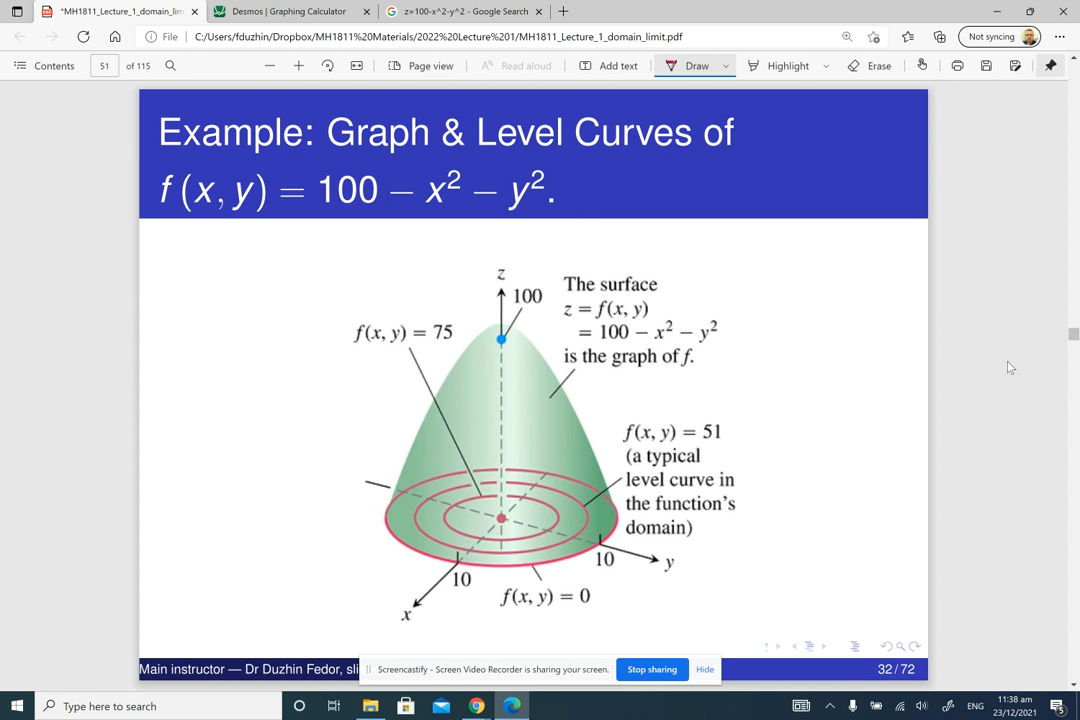 *MH1811_Lecture_1_domain_lim
Desmos | Graphing Calculator
z=100-x^2-y^2 - Google Search
File
C:/Users/fduzhin/Dropbox/MH1811%20Materials/2022%20Lecture%201/MH1811_Lecture_1_domain_limit.pdf
Not syncing
Contents
51
of 115
Page view
Read aloud
Add text
Draw
Highlight
Erase
Example: Graph & Level Curves of
f (x, y) = 100 − x² − y².
z
100
The surface
z = f(x, y)
= 100 − x² − y²
is the graph of f.
f(x, y) = 75
f(x, y) = 51
(a typical
level curve in
the function's
domain)
10
10
y
x
f(x, y) = 0
Main instructor — Dr Duzhin Fedor, sli
32/72
Screencastify - Screen Video Recorder is sharing your screen.
Stop sharing
Hide
Type here to search
ENG
11:38 am
23/12/2021
5